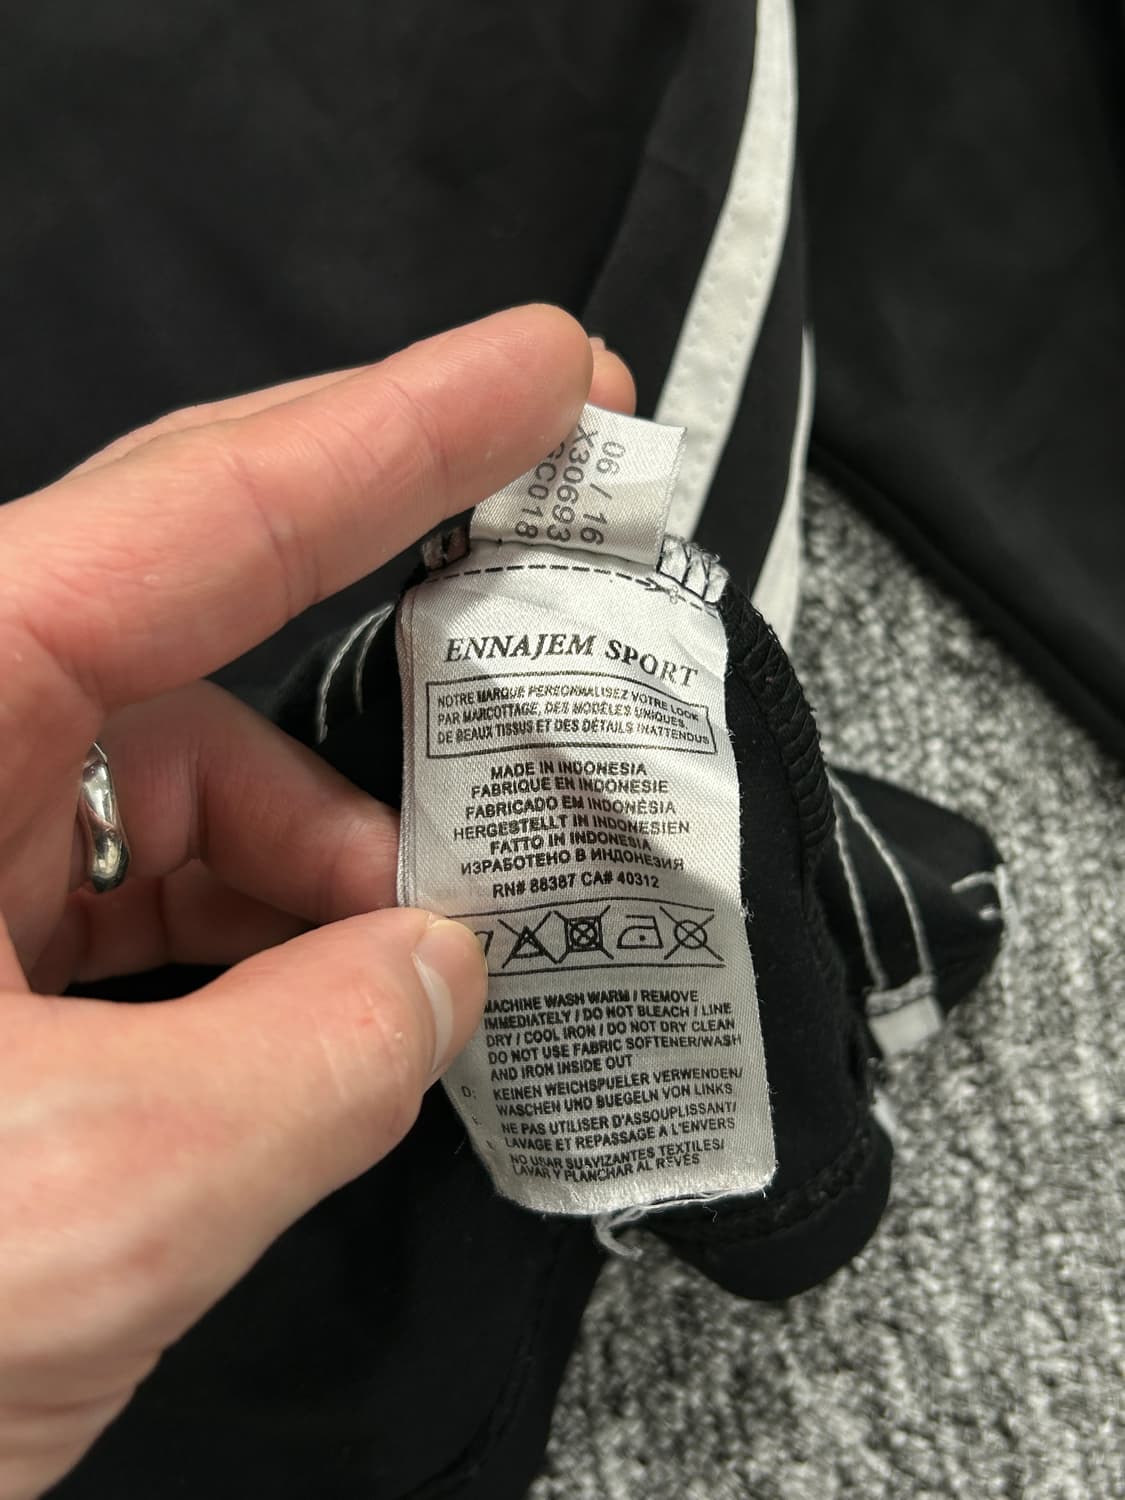 06 / 16
X30693
C018
ENNAJEM SPORT
NOTRE MARQUE PERSONNALISEZ VOTRE LOOK
PAR MARCOTTAGE, DES MODÈLES UNIQUES
DE BEAUX TISSUS ET DES DÉTAILS INATTENDUS
MADE IN INDONESIA
FABRIQUE EN INDONESIE
FABRICADO EM INDONÉSIA
HERGESTELLT IN INDONESIEN
FATTO IN INDONESIA
ИЗРАБОТЕНО В ИНДОНЕЗИЯ
RN# 88387 CA# 40312
MACHINE WASH WARM / REMOVE
IMMEDIATELY / DO NOT BLEACH / LINE
DRY / COOL IRON / DO NOT DRY CLEAN
DO NOT USE FABRIC SOFTENER/WASH
AND IRON INSIDE OUT
D: KEINEN WEICHSPUELER VERWENDEN/
WASCHEN UND BUEGELN VON LINKS
NE PAS UTILISER D'ASSOUPLISSANT/
LAVAGE ET REPASSAGE A L'ENVERS
NO USAR SUAVIZANTES TEXTILES/
LAVAR Y PLANCHAR AL REVÉS